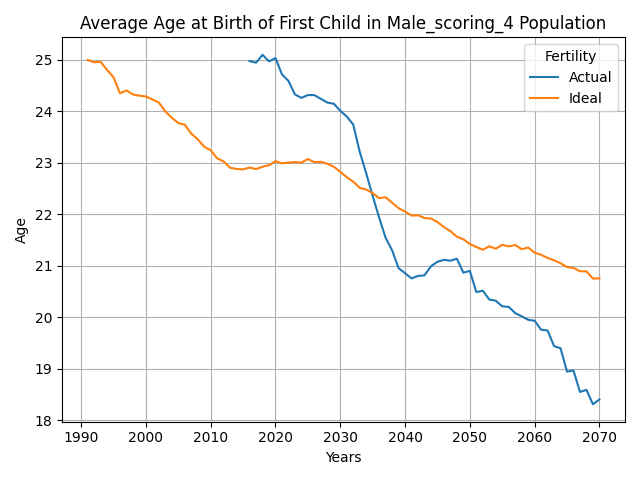 Average Age at Birth of First Child in Male_scoring_4 Population
Fertility
Actual
Ideal
Age
25
24
23
22
21
20
19
18
1990 2000 2010 2020 2030 2040 2050 2060 2070
Years